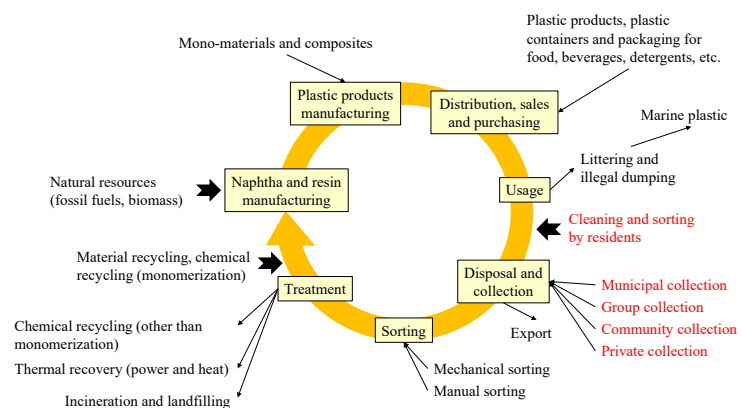 Mono-materials and composites
Plastic products, plastic
containers and packaging for
food, beverages, detergents, etc.
Plastic products
manufacturing
Distribution, sales
and purchasing
Marine plastic
Littering and
illegal dumping
Natural resources
(fossil fuels, biomass)
Naphtha and resin
manufacturing
Usage
Cleaning and sorting
by residents
Material recycling, chemical
recycling (monomerization)
Disposal and
collection
Treatment
Municipal collection
Group collection
Community collection
Private collection
Chemical recycling (other than
monomerization)
Sorting
Export
Thermal recovery (power and heat)
Mechanical sorting
Manual sorting
Incineration and landfilling